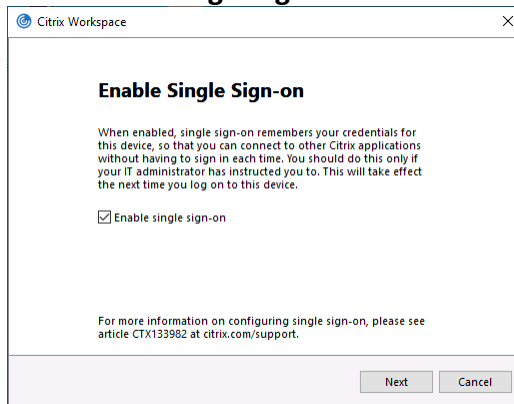 Citrix Workspace
Enable Single Sign-on
When enabled, single sign-on remembers your credentials for
this device, so that you can connect to other Citrix applications
without having to sign in each time. You should do this only if
your IT administrator has instructed you to. This will take effect
the next time you log on to this device.
Enable single sign-on
For more information on configuring single sign-on, please see
article CTX133982 at citrix.com/support.
Next Cancel